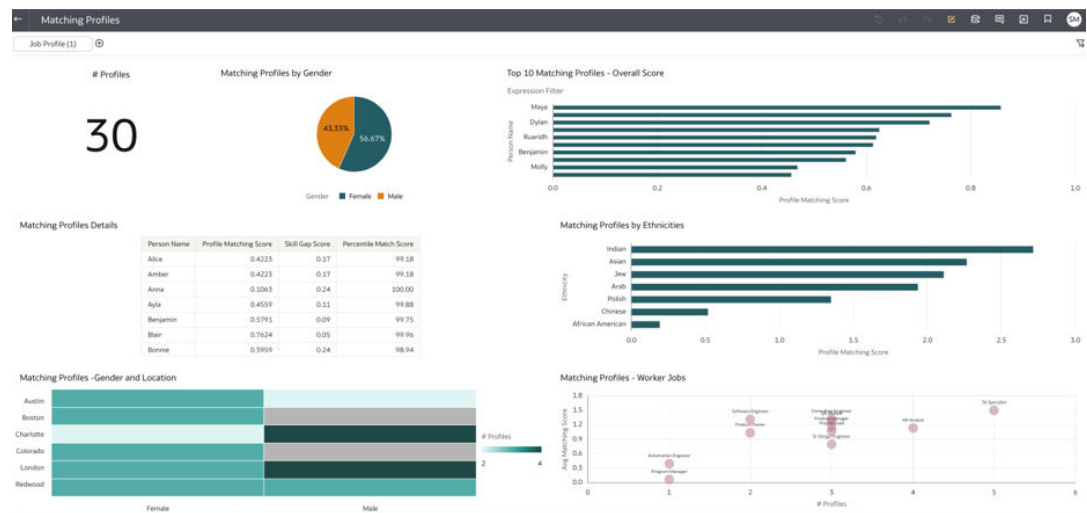 Matching Profiles
SM
Job Profile (1)
# Profiles
30
Matching Profiles by Gender
43.33%
56.67%
Gender Female Male
Top 10 Matching Profiles - Overall Score
Expression Filter
Person Name
Maya
Dylan
Ruaridh
Benjamin
Molly
0.0 0.2 0.4 0.6 0.8 1.0
Profile Matching Score
Matching Profiles Details
Person Name Profile Matching Score Skill Gap Score Percentile Match Score
Alice 0.4223 0.17 99.18
Amber 0.4223 0.17 99.18
Anna 0.1063 0.24 100.00
Ayla 0.4559 0.11 99.88
Benjamin 0.5791 0.09 99.75
Blair 0.7624 0.05 99.96
Bonnie 0.3959 0.24 98.94
Matching Profiles by Ethnicities
Ethnicity
Indian
Asian
Jew
Arab
Polish
Chinese
African American
0.0 0.5 1.0 1.5 2.0 2.5 3.0
Profile Matching Score
Matching Profiles -Gender and Location
Austin
Boston
Charlotte
Colorado
London
Redwood
Female Male
# Profiles
2 4
Matching Profiles - Worker Jobs
Avg Matching Score
1.8
1.5
1.2
0.9
0.6
0.3
0.0
TA Specialist
Software Engineer
Product Owner
HR Analyst
Sr Design Engineer
Automation Engineer
Program Manager
0 1 2 3 4 5 6
# Profiles